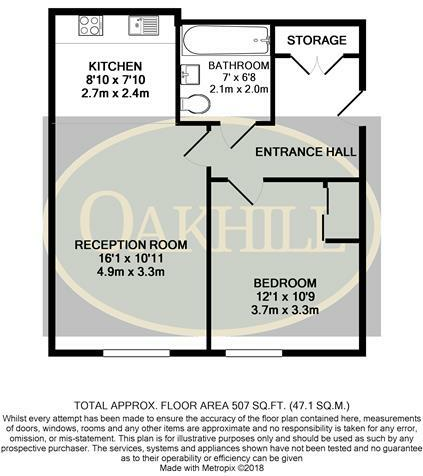 STORAGE
KITCHEN
8'10 x 7'10
2.7m x 2.4m
BATHROOM
7' x 6'8
2.1m x 2.0m
ENTRANCE HALL
OAKHILL
RECEPTION ROOM
16'1 x 10'11
4.9m x 3.3m
BEDROOM
12'1 x 10'9
3.7m x 3.3m
TOTAL APPROX. FLOOR AREA 507 SQ.FT. (47.1 SQ.M.)
Whilst every attempt has been made to ensure the accuracy of the floor plan contained here, measurements
of doors, windows, rooms and any other items are approximate and no responsibility is taken for any error,
omission, or mis-statement. This plan is for illustrative purposes only and should be used as such by any
prospective purchaser. The services, systems and appliances shown have not been tested and no guarantee
as to their operability or efficiency can be given
Made with Metropix ©2018